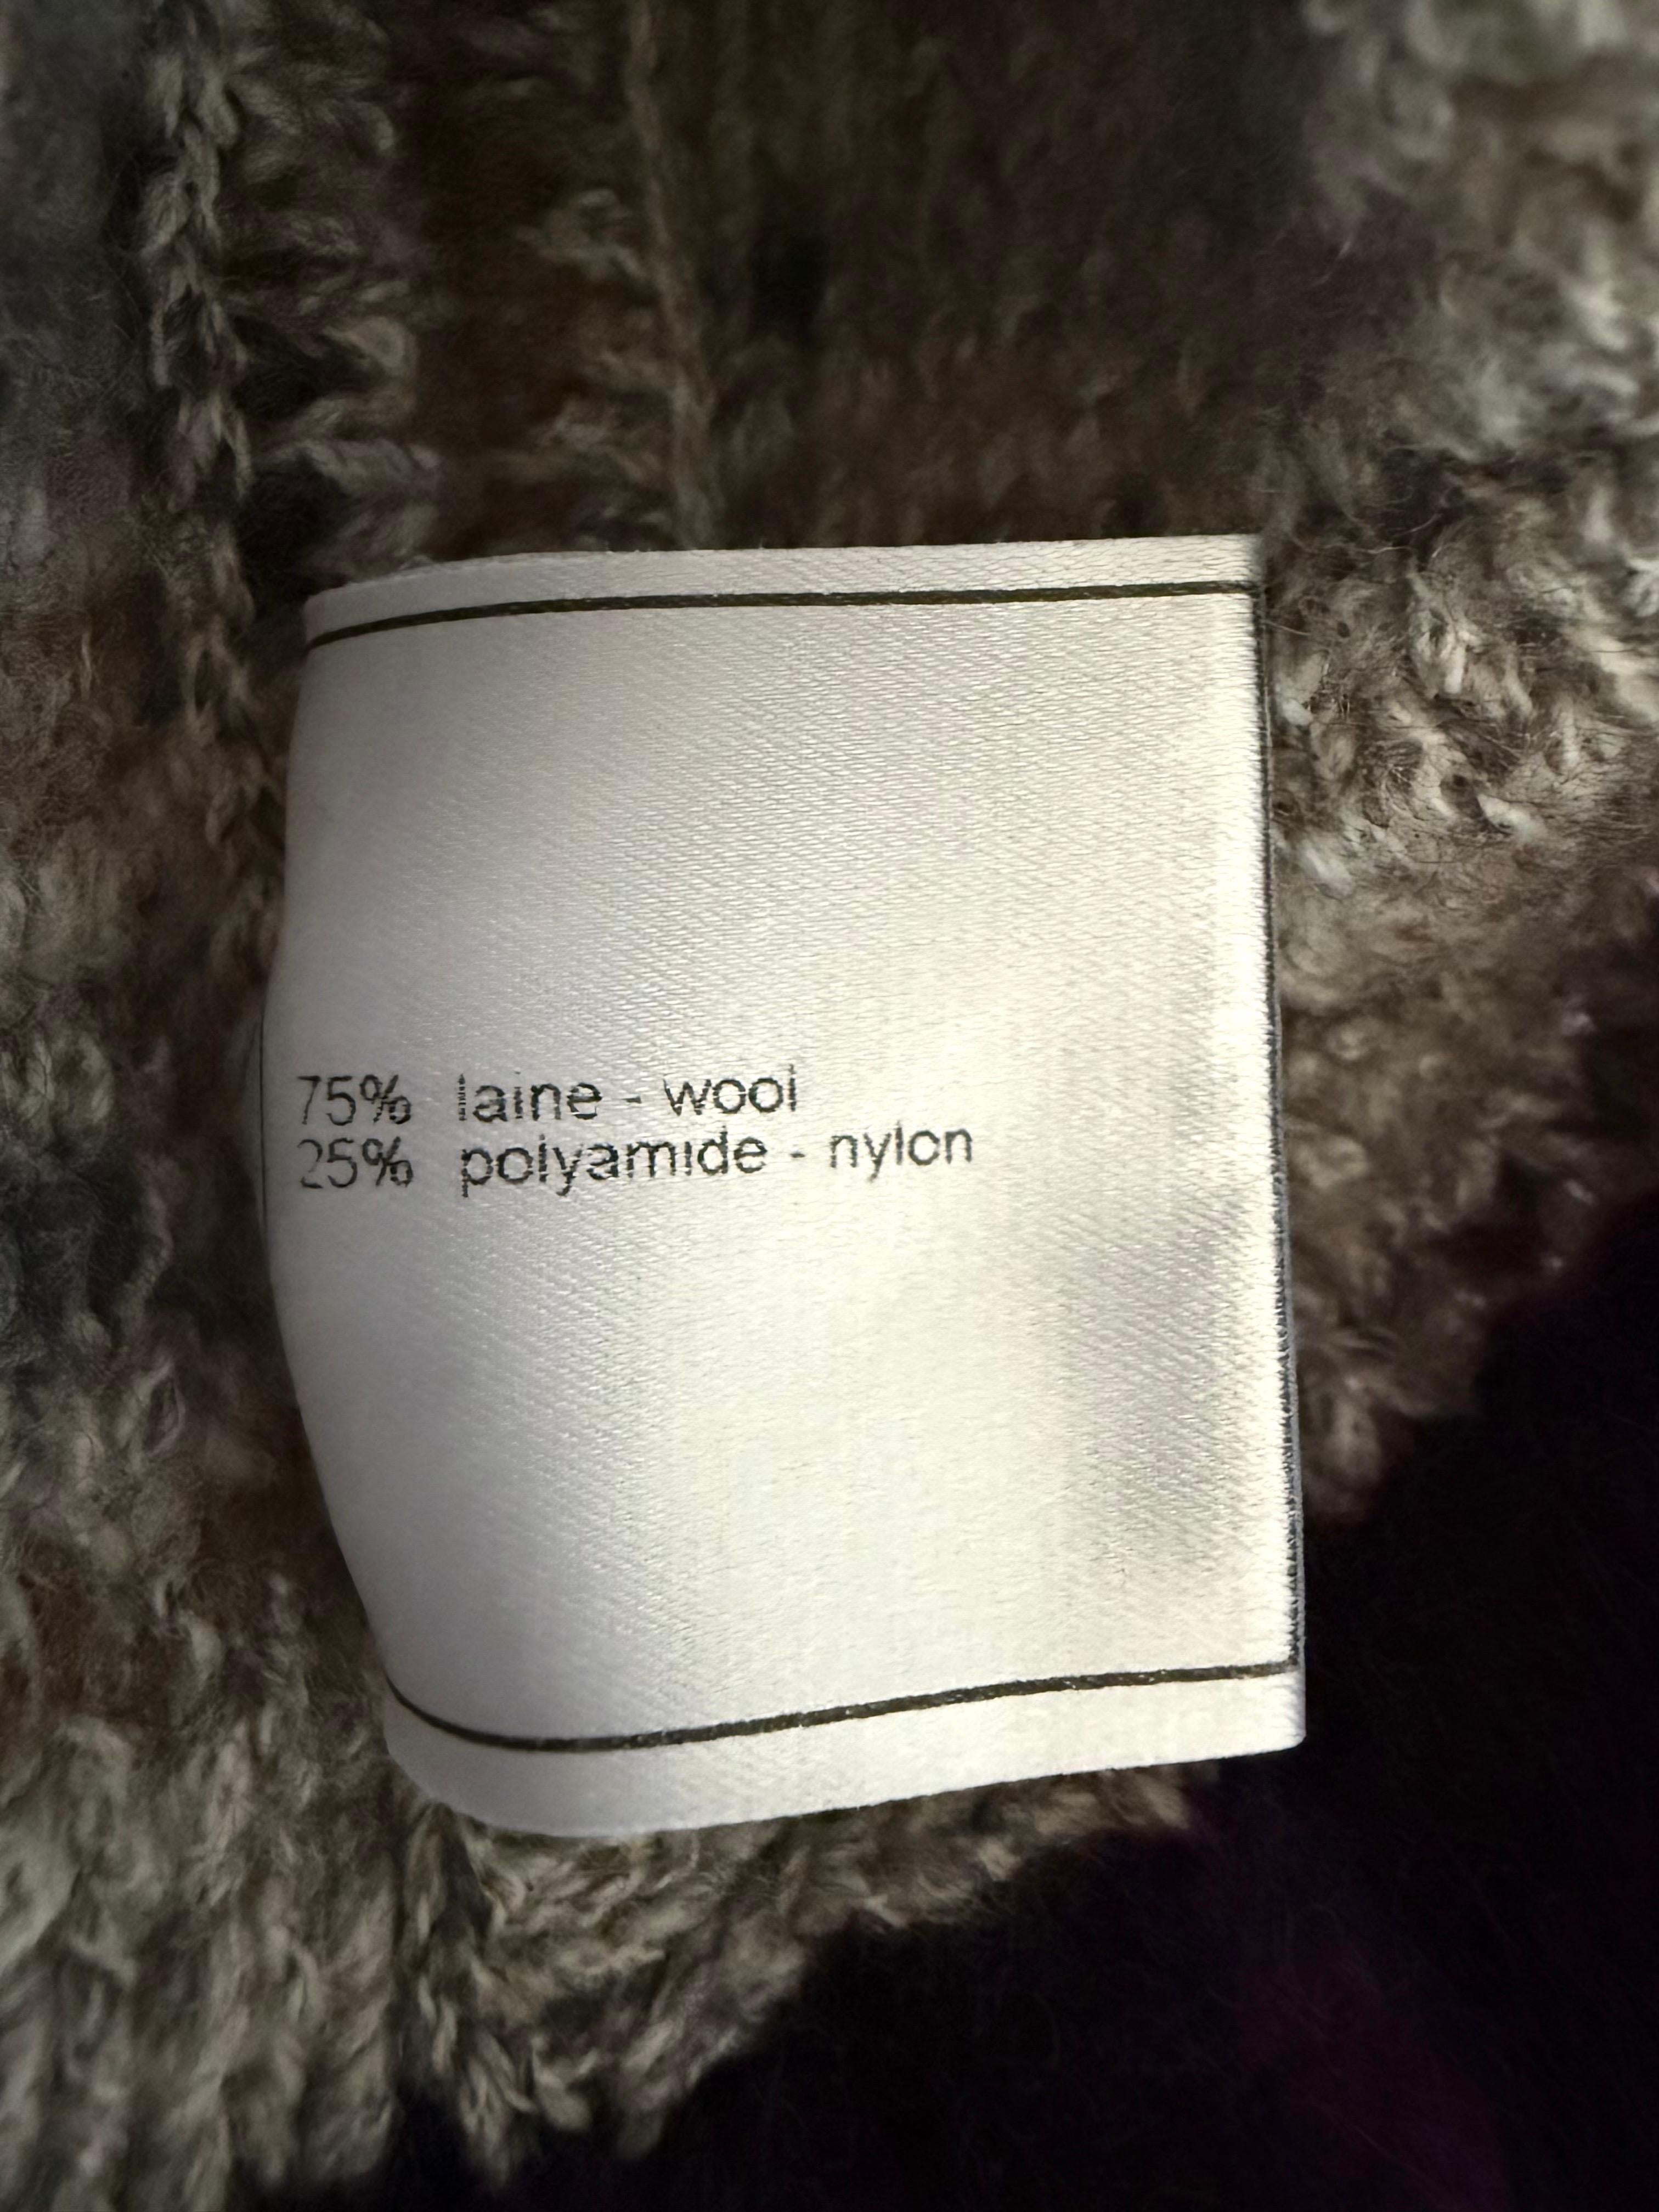 75% laine - wool
25% polyamide - nylon